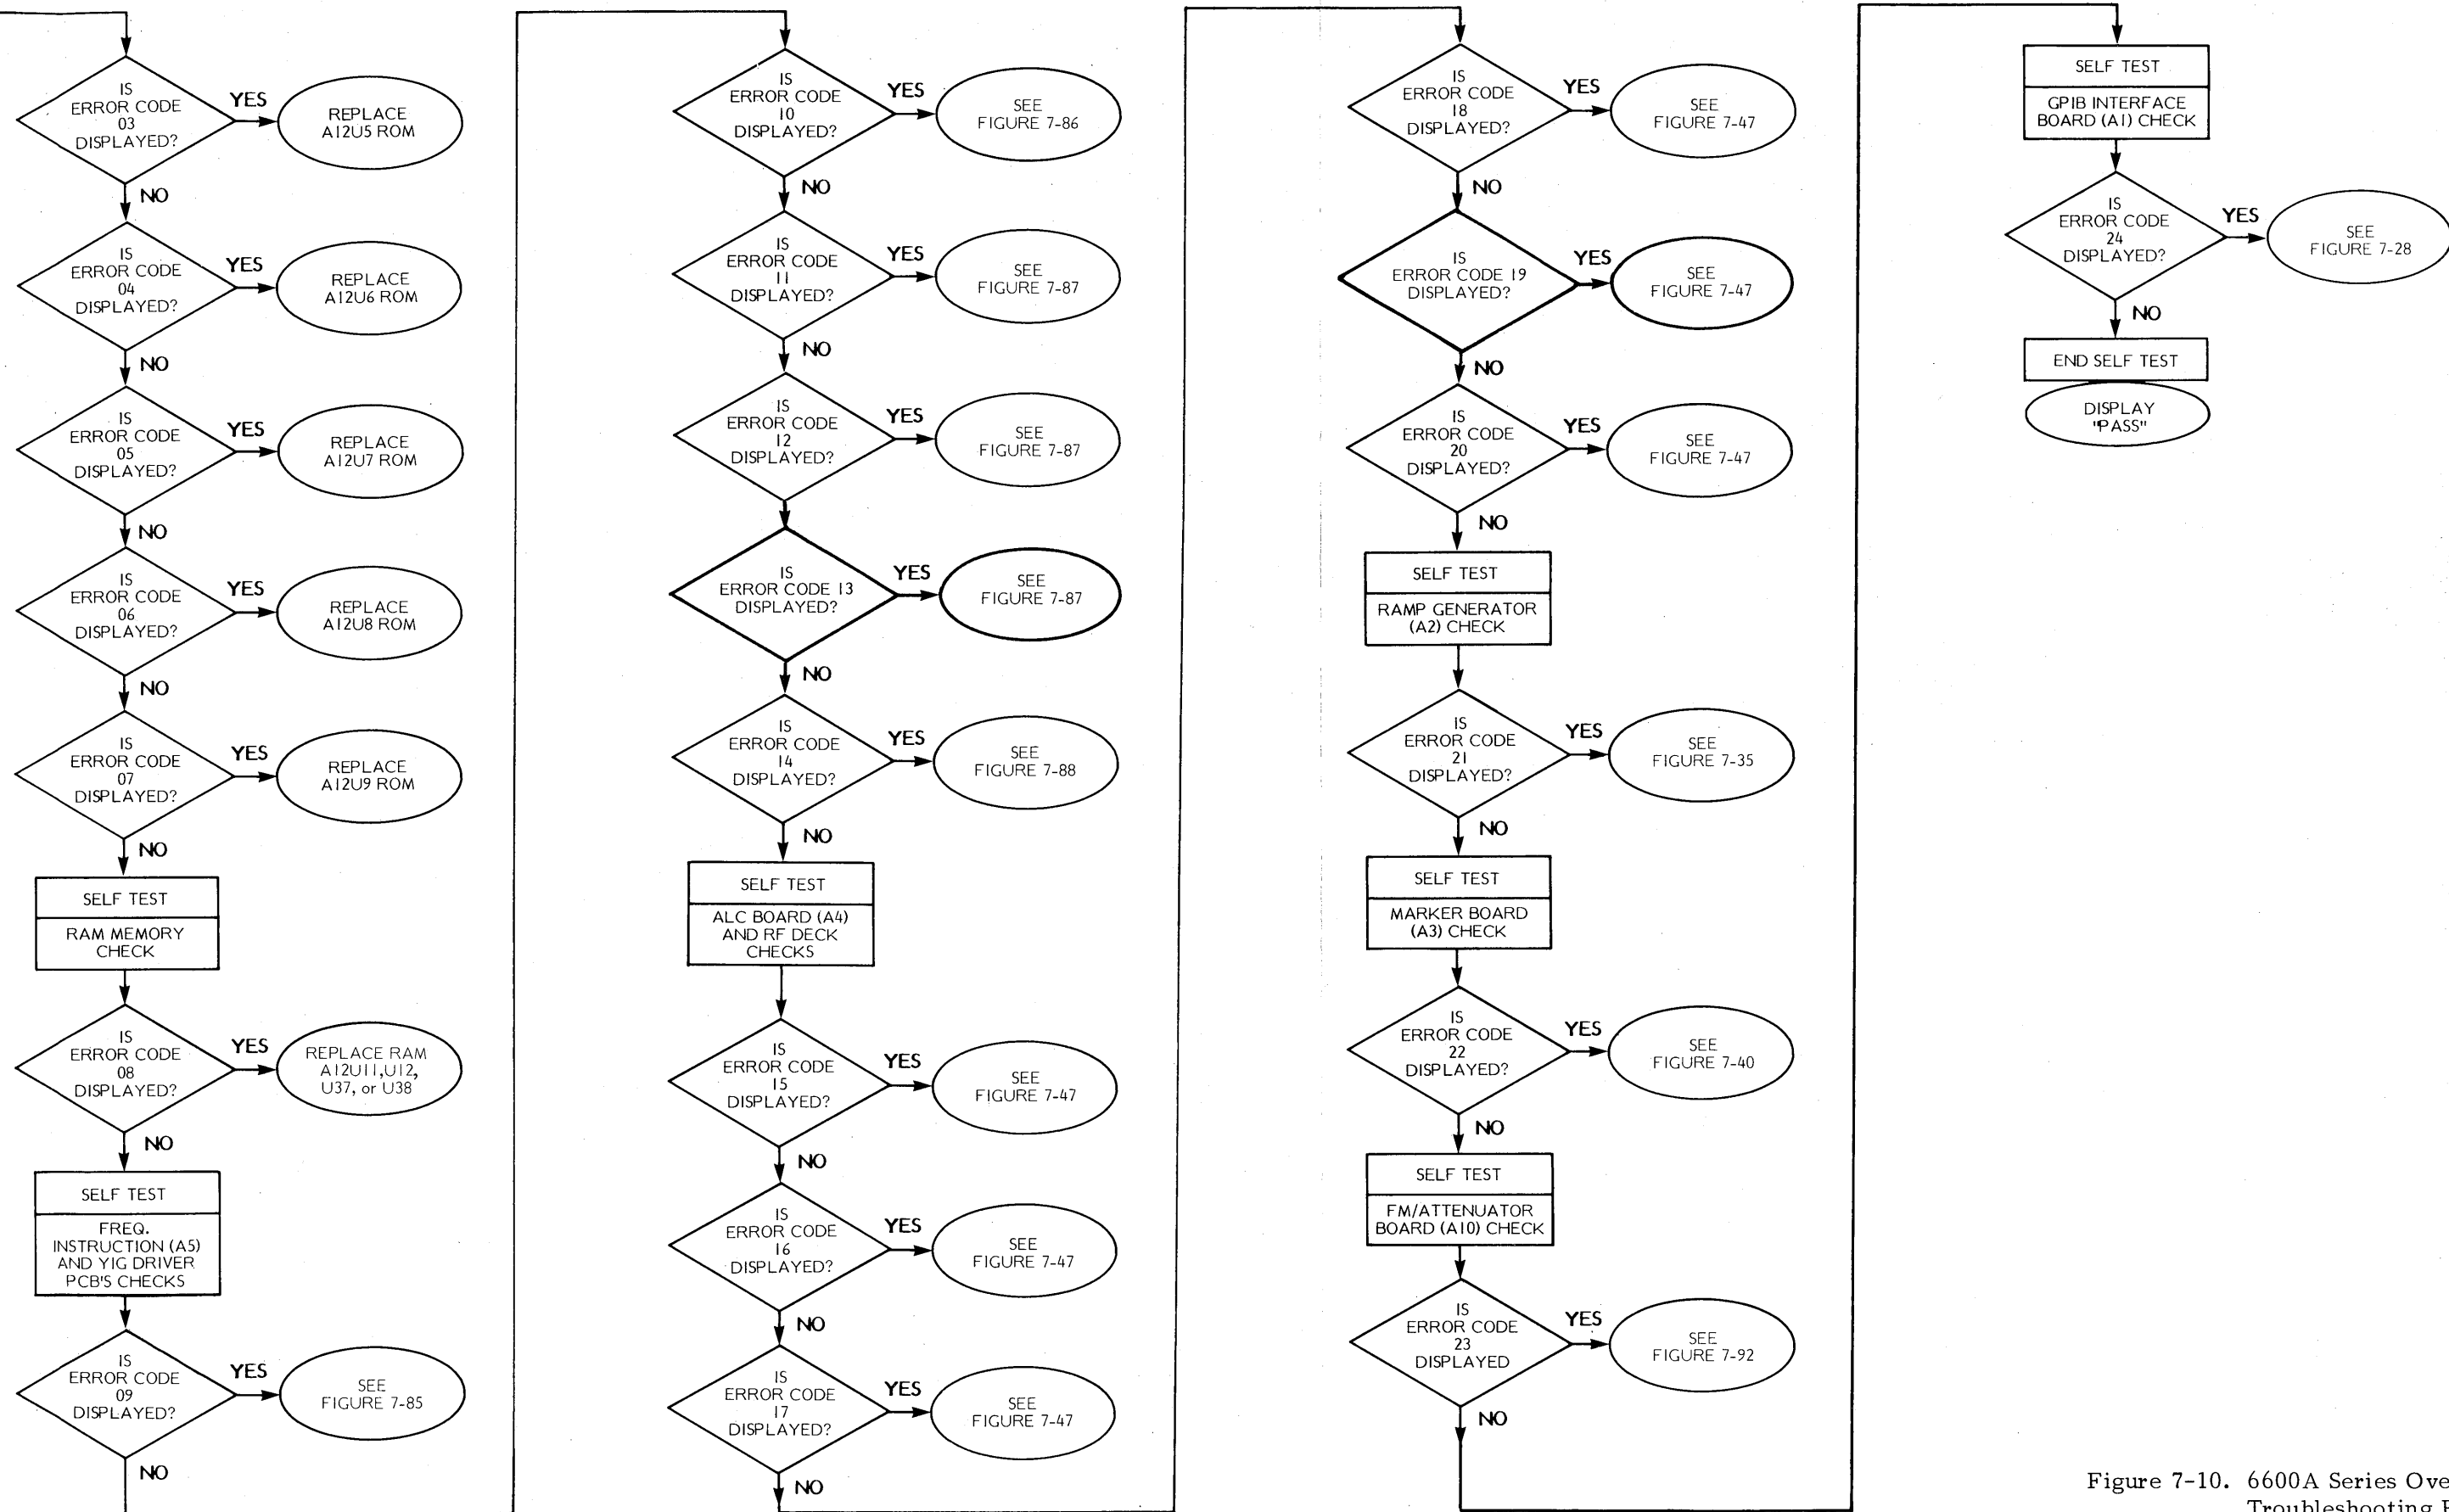 IS
ERROR CODE
03
DISPLAYED?
YES
REPLACE
A12U5 ROM
NO
IS
ERROR CODE
04
DISPLAYED?
YES
REPLACE
A12U6 ROM
NO
IS
ERROR CODE
05
DISPLAYED?
YES
REPLACE
A12U7 ROM
NO
IS
ERROR CODE
06
DISPLAYED?
YES
REPLACE
A12U8 ROM
NO
IS
ERROR CODE
07
DISPLAYED?
YES
REPLACE
A12U9 ROM
NO
SELF TEST
RAM MEMORY
CHECK
IS
ERROR CODE
08
DISPLAYED?
YES
REPLACE RAM
A12U11,U12,
U37, or U38
NO
SELF TEST
FREQ.
INSTRUCTION (A5)
AND YIG DRIVER
PCB'S CHECKS
IS
ERROR CODE
09
DISPLAYED?
YES
SEE
FIGURE 7-85
NO
IS
ERROR CODE
10
DISPLAYED?
YES
SEE
FIGURE 7-86
NO
IS
ERROR CODE
11
DISPLAYED?
YES
SEE
FIGURE 7-87
NO
IS
ERROR CODE
12
DISPLAYED?
YES
SEE
FIGURE 7-87
IS
ERROR CODE 13
DISPLAYED?
YES
SEE
FIGURE 7-87
NO
IS
ERROR CODE
14
DISPLAYED?
YES
SEE
FIGURE 7-88
NO
SELF TEST
ALC BOARD (A4)
AND RF DECK
CHECKS
IS
ERROR CODE
15
DISPLAYED?
YES
SEE
FIGURE 7-47
NO
IS
ERROR CODE
16
DISPLAYED?
YES
SEE
FIGURE 7-47
NO
IS
ERROR CODE
17
DISPLAYED?
YES
SEE
FIGURE 7-47
NO
IS
ERROR CODE
18
DISPLAYED?
YES
SEE
FIGURE 7-47
NO
IS
ERROR CODE 19
DISPLAYED?
YES
SEE
FIGURE 7-47
NO
IS
ERROR CODE
20
DISPLAYED?
YES
SEE
FIGURE 7-47
NO
SELF TEST
RAMP GENERATOR
(A2) CHECK
IS
ERROR CODE
21
DISPLAYED?
YES
SEE
FIGURE 7-35
NO
SELF TEST
MARKER BOARD
(A3) CHECK
IS
ERROR CODE
22
DISPLAYED?
YES
SEE
FIGURE 7-40
NO
SELF TEST
FM/ATTENUATOR
BOARD (A10) CHECK
IS
ERROR CODE
23
DISPLAYED
YES
SEE
FIGURE 7-92
NO
SELF TEST
GPIB INTERFACE
BOARD (A1) CHECK
IS
ERROR CODE
24
DISPLAYED?
YES
SEE
FIGURE 7-28
NO
END SELF TEST
DISPLAY
"PASS"
Figure 7-10. 6600A Series Ove
Troubleshooting